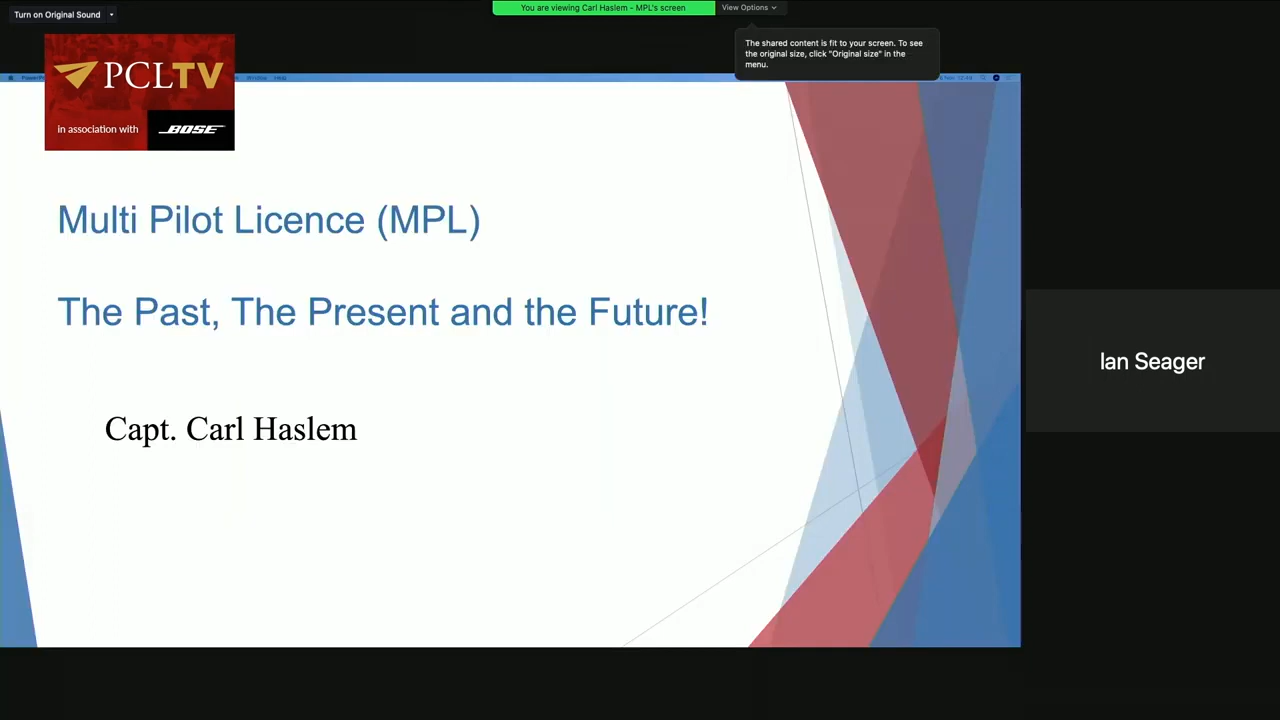 Turn on Original Sound
You are viewing Carl Haslem - MPL's screen
View Options
The shared content is fit to your screen. To see
the original size, click "Original size" in the
menu.
PCLTV
in association with
BOSE
Multi Pilot Licence (MPL)
The Past, The Present and the Future!
Capt. Carl Haslem
Ian Seager